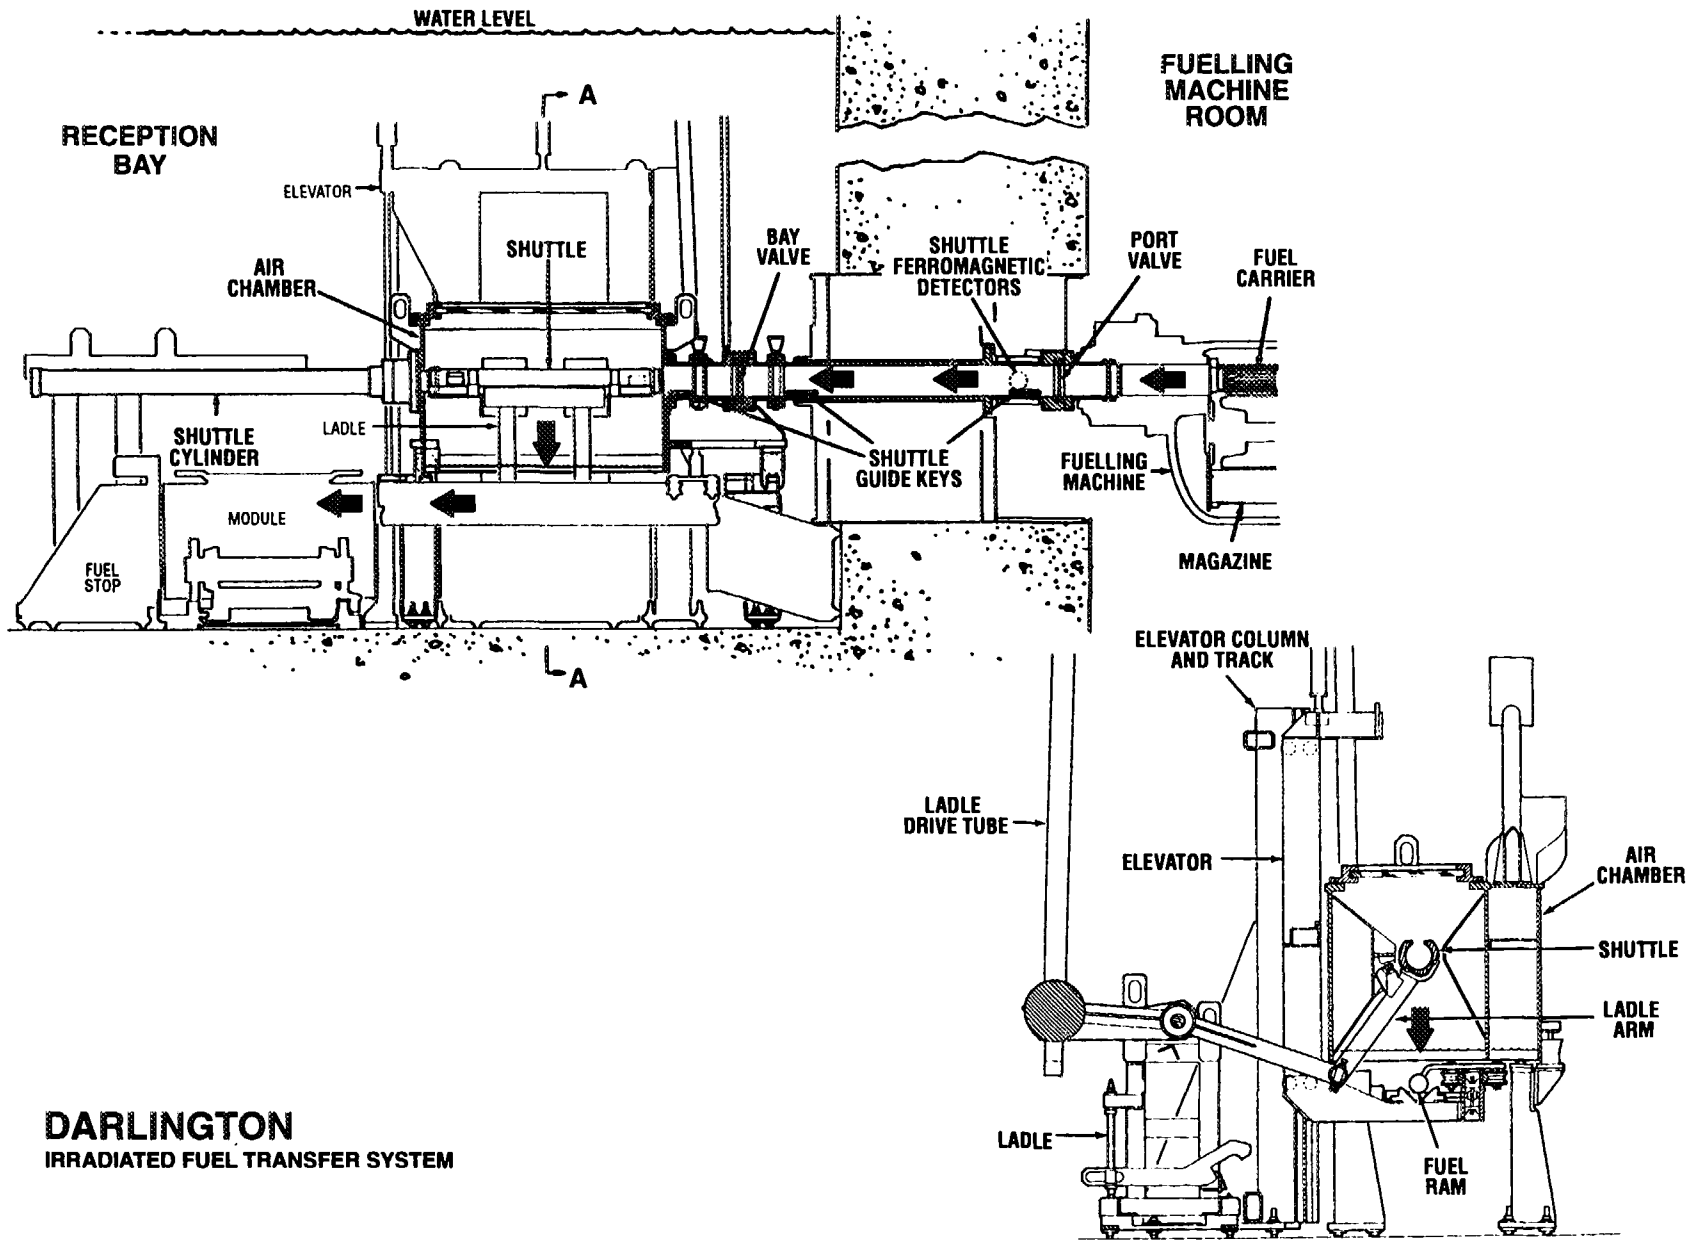 WATER LEVEL
A
FUELLING
MACHINE
ROOM
RECEPTION
BAY
ELEVATOR
SHUTTLE
BAY
VALVE
SHUTTLE
FERROMAGNETIC
DETECTORS
PORT
VALVE
FUEL
CARRIER
AIR
CHAMBER
LADLE
SHUTTLE
CYLINDER
SHUTTLE
GUIDE KEYS
FUELLING
MACHINE
MODULE
FUEL
STOP
MAGAZINE
A
ELEVATOR COLUMN
AND TRACK
LADLE
DRIVE TUBE
ELEVATOR
AIR
CHAMBER
SHUTTLE
LADLE
ARM
LADLE
FUEL
RAM
DARLINGTON
IRRADIATED FUEL TRANSFER SYSTEM